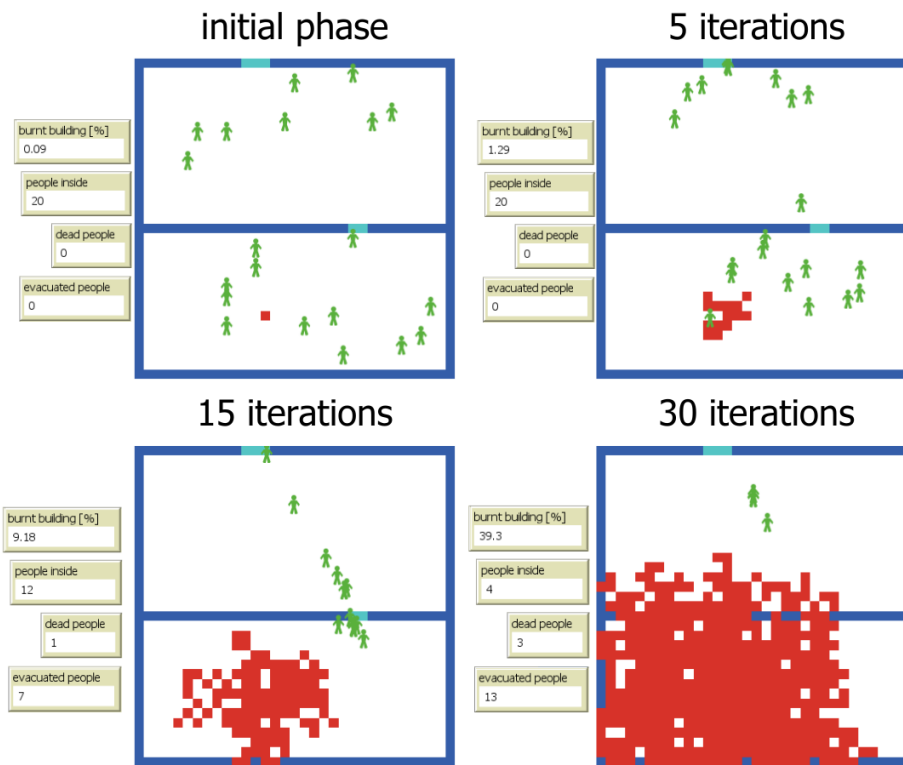 initial phase
burnt building [%]
0.09
people inside
20
dead people
0
evacuated people
0
5 iterations
burnt building [%]
1.29
people inside
20
dead people
0
evacuated people
0
15 iterations
burnt building [%]
9.18
people inside
12
dead people
1
evacuated people
7
30 iterations
burnt building [%]
39.3
people inside
4
dead people
3
evacuated people
13